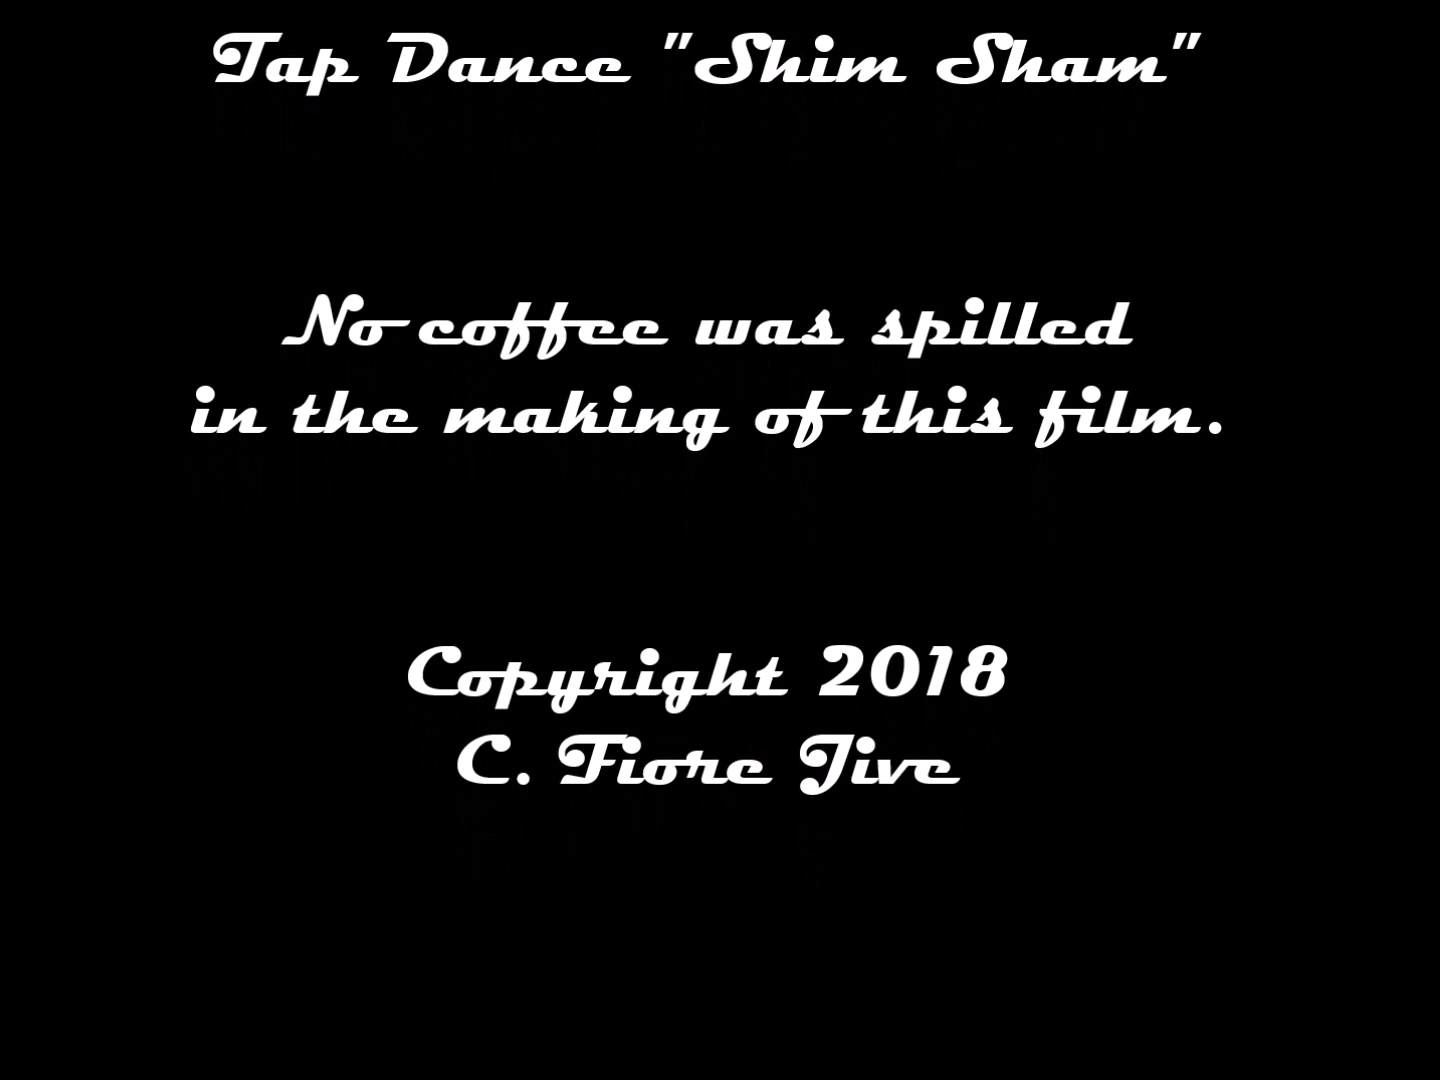 Tap Dance "Shim Sham"
No coffee was spilled
in the making of this film.
Copyright 2018
C. Fiore Jive